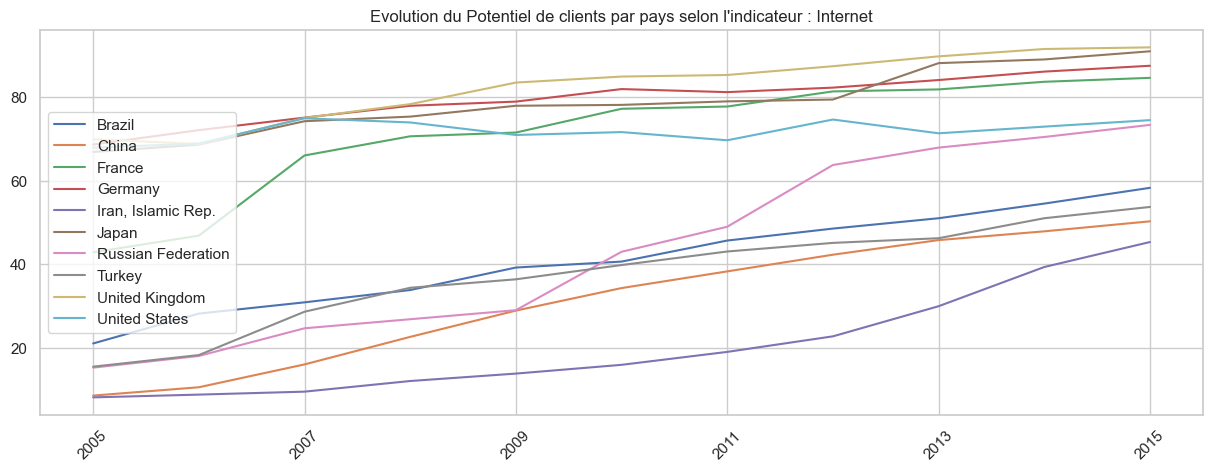 Evolution du Potentiel de clients par pays selon l'indicateur : Internet
80
60
40
20
Brazil
China
France
Germany
Iran, Islamic Rep.
Japan
Russian Federation
Turkey
United Kingdom
United States
2005
2007
2009
2011
2013
2015